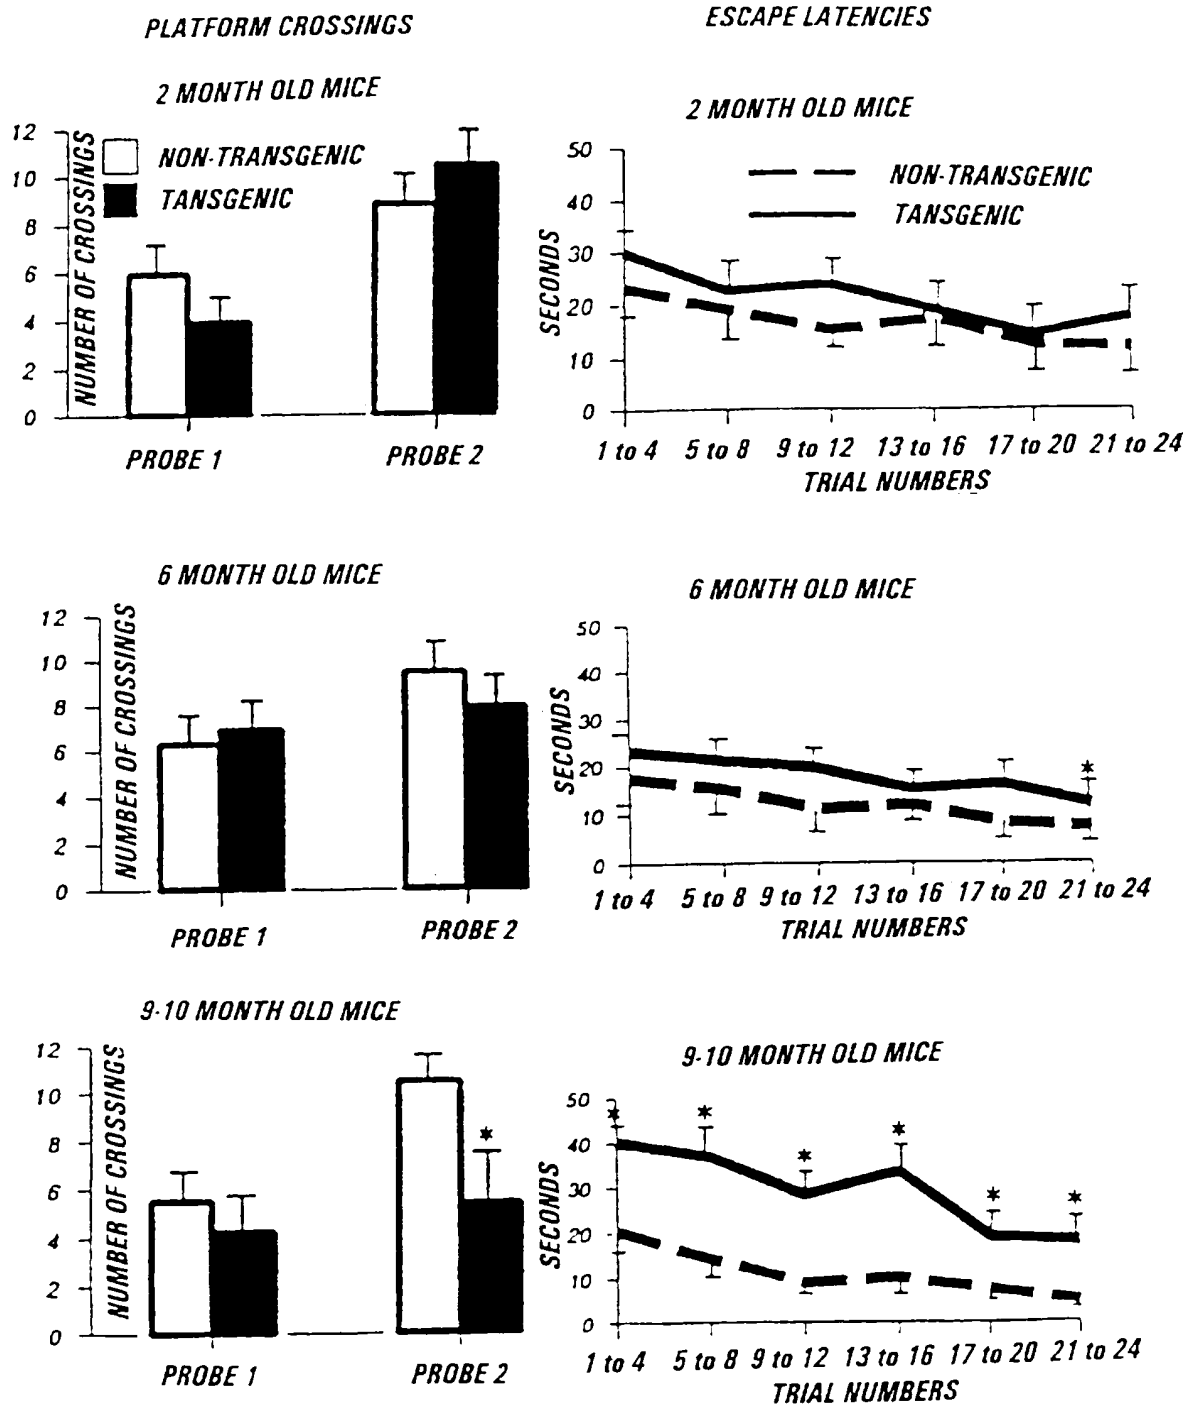 PLATFORM CROSSINGS
2 MONTH OLD MICE
NUMBER OF CROSSINGS
12
10
8
6
4
2
0
NON-TRANSGENIC
TANSGENIC
PROBE 1
PROBE 2
ESCAPE LATENCIES
2 MONTH OLD MICE
SECONDS
50
40
30
20
10
0
NON-TRANSGENIC
TANSGENIC
1 to 4 5 to 8 9 to 12 13 to 16 17 to 20 21 to 24
TRIAL NUMBERS
6 MONTH OLD MICE
NUMBER OF CROSSINGS
12
10
8
6
4
2
0
PROBE 1
PROBE 2
6 MONTH OLD MICE
SECONDS
50
40
30
20
10
0
*
1 to 4 5 to 8 9 to 12 13 to 16 17 to 20 21 to 24
TRIAL NUMBERS
9-10 MONTH OLD MICE
NUMBER OF CROSSINGS
12
10
8
6
4
2
0
*
PROBE 1
PROBE 2
9-10 MONTH OLD MICE
SECONDS
50
40
30
20
10
0
* * * * * *
1 to 4 5 to 8 9 to 12 13 to 16 17 to 20 21 to 24
TRIAL NUMBERS